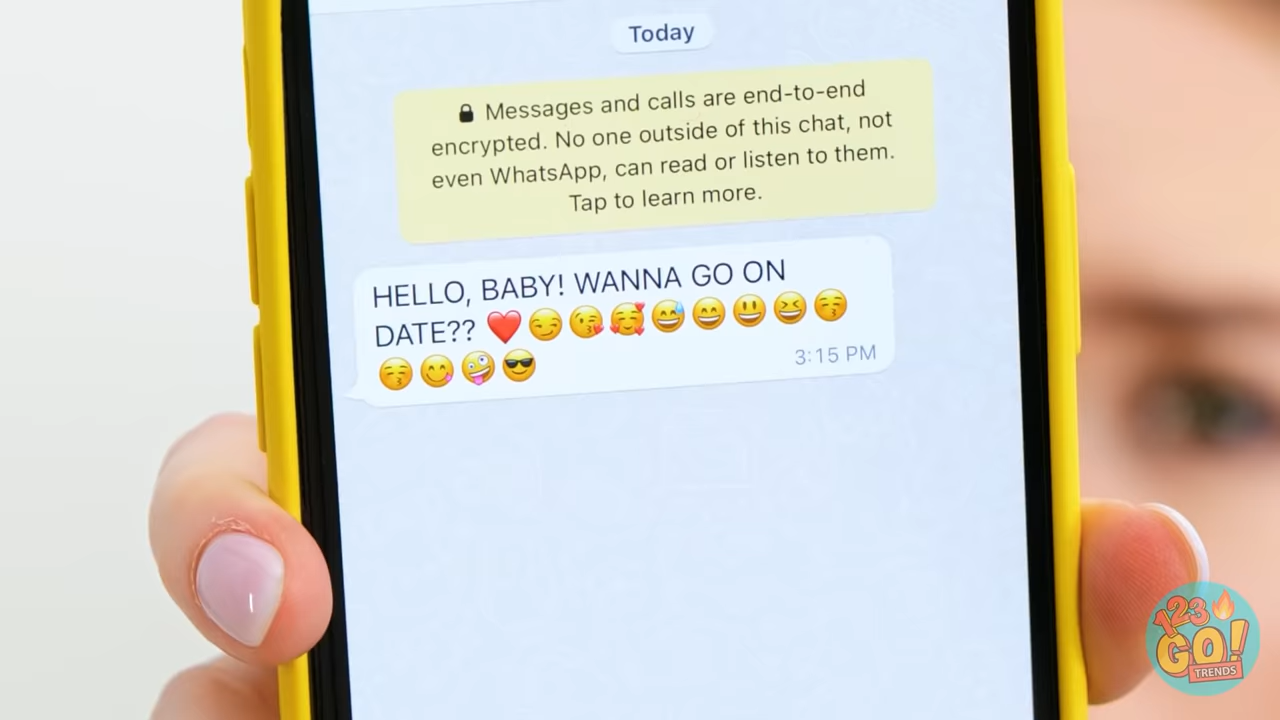 Today
🔒 Messages and calls are end-to-end
encrypted. No one outside of this chat, not
even WhatsApp, can read or listen to them.
Tap to learn more.
HELLO, BABY! WANNA GO ON
DATE?? ❤️😏😘🥰😅😄😃😆😚
😚😋🤪😎
3:15 PM
123
GO!
TRENDS